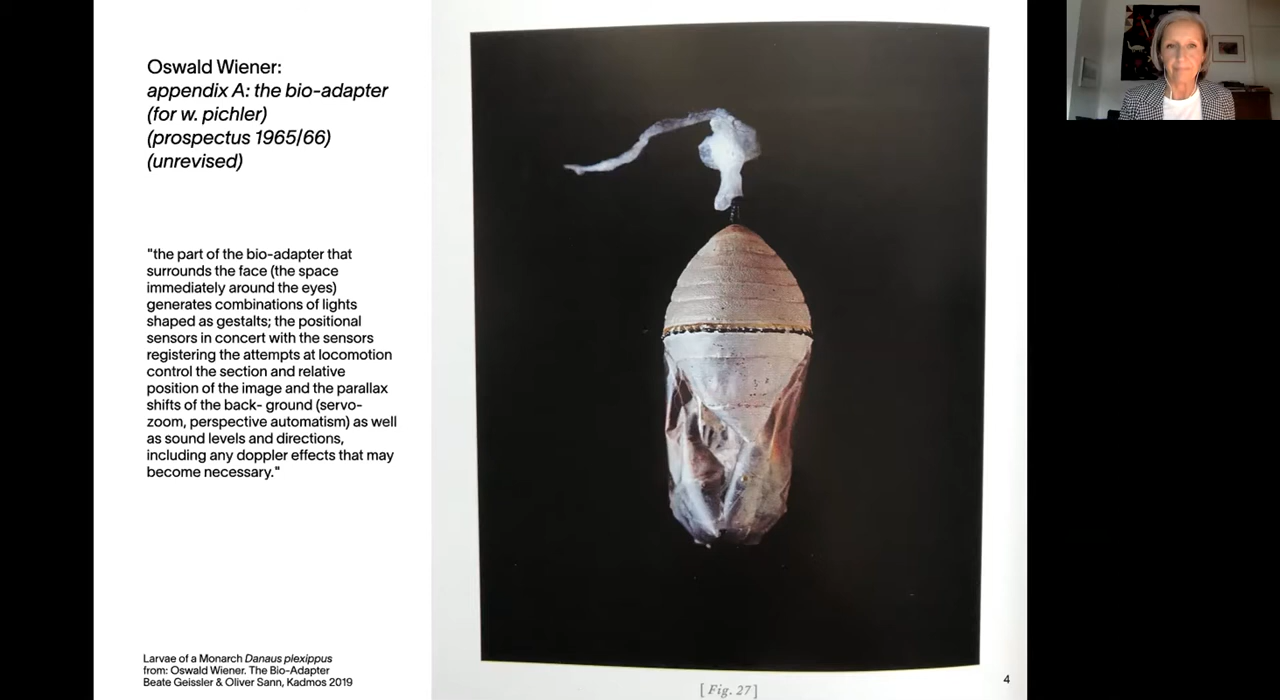 Oswald Wiener:
appendix A: the bio-adapter
(for w. pichler)
(prospectus 1965/66)
(unrevised)
"the part of the bio-adapter that
surrounds the face (the space
immediately around the eyes)
generates combinations of lights
shaped as gestalts; the positional
sensors in concert with the sensors
registering the attempts at locomotion
control the section and relative
position of the image and the parallax
shifts of the back- ground (servo-
zoom, perspective automatism) as well
as sound levels and directions,
including any doppler effects that may
become necessary."
Larvae of a Monarch Danaus plexippus
from: Oswald Wiener. The Bio-Adapter
Beate Geissler & Oliver Sann, Kadmos 2019
[Fig. 27]
4